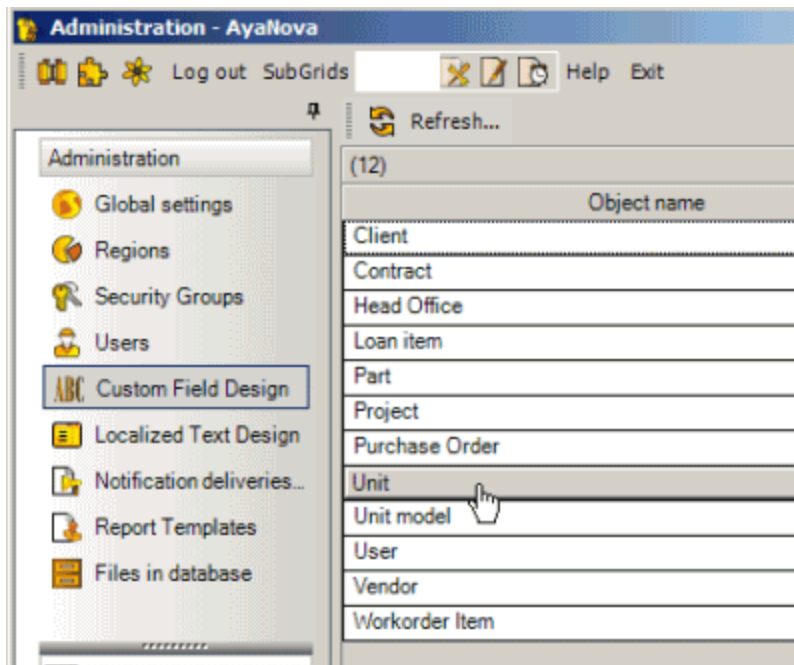 Administration - AyaNova
Log out SubGrids Help Exit
Refresh...
Administration
Global settings
Regions
Security Groups
Users
ABC Custom Field Design
Localized Text Design
Notification deliveries...
Report Templates
Files in database
(12)
Object name
Client
Contract
Head Office
Loan item
Part
Project
Purchase Order
Unit
Unit model
User
Vendor
Workorder Item